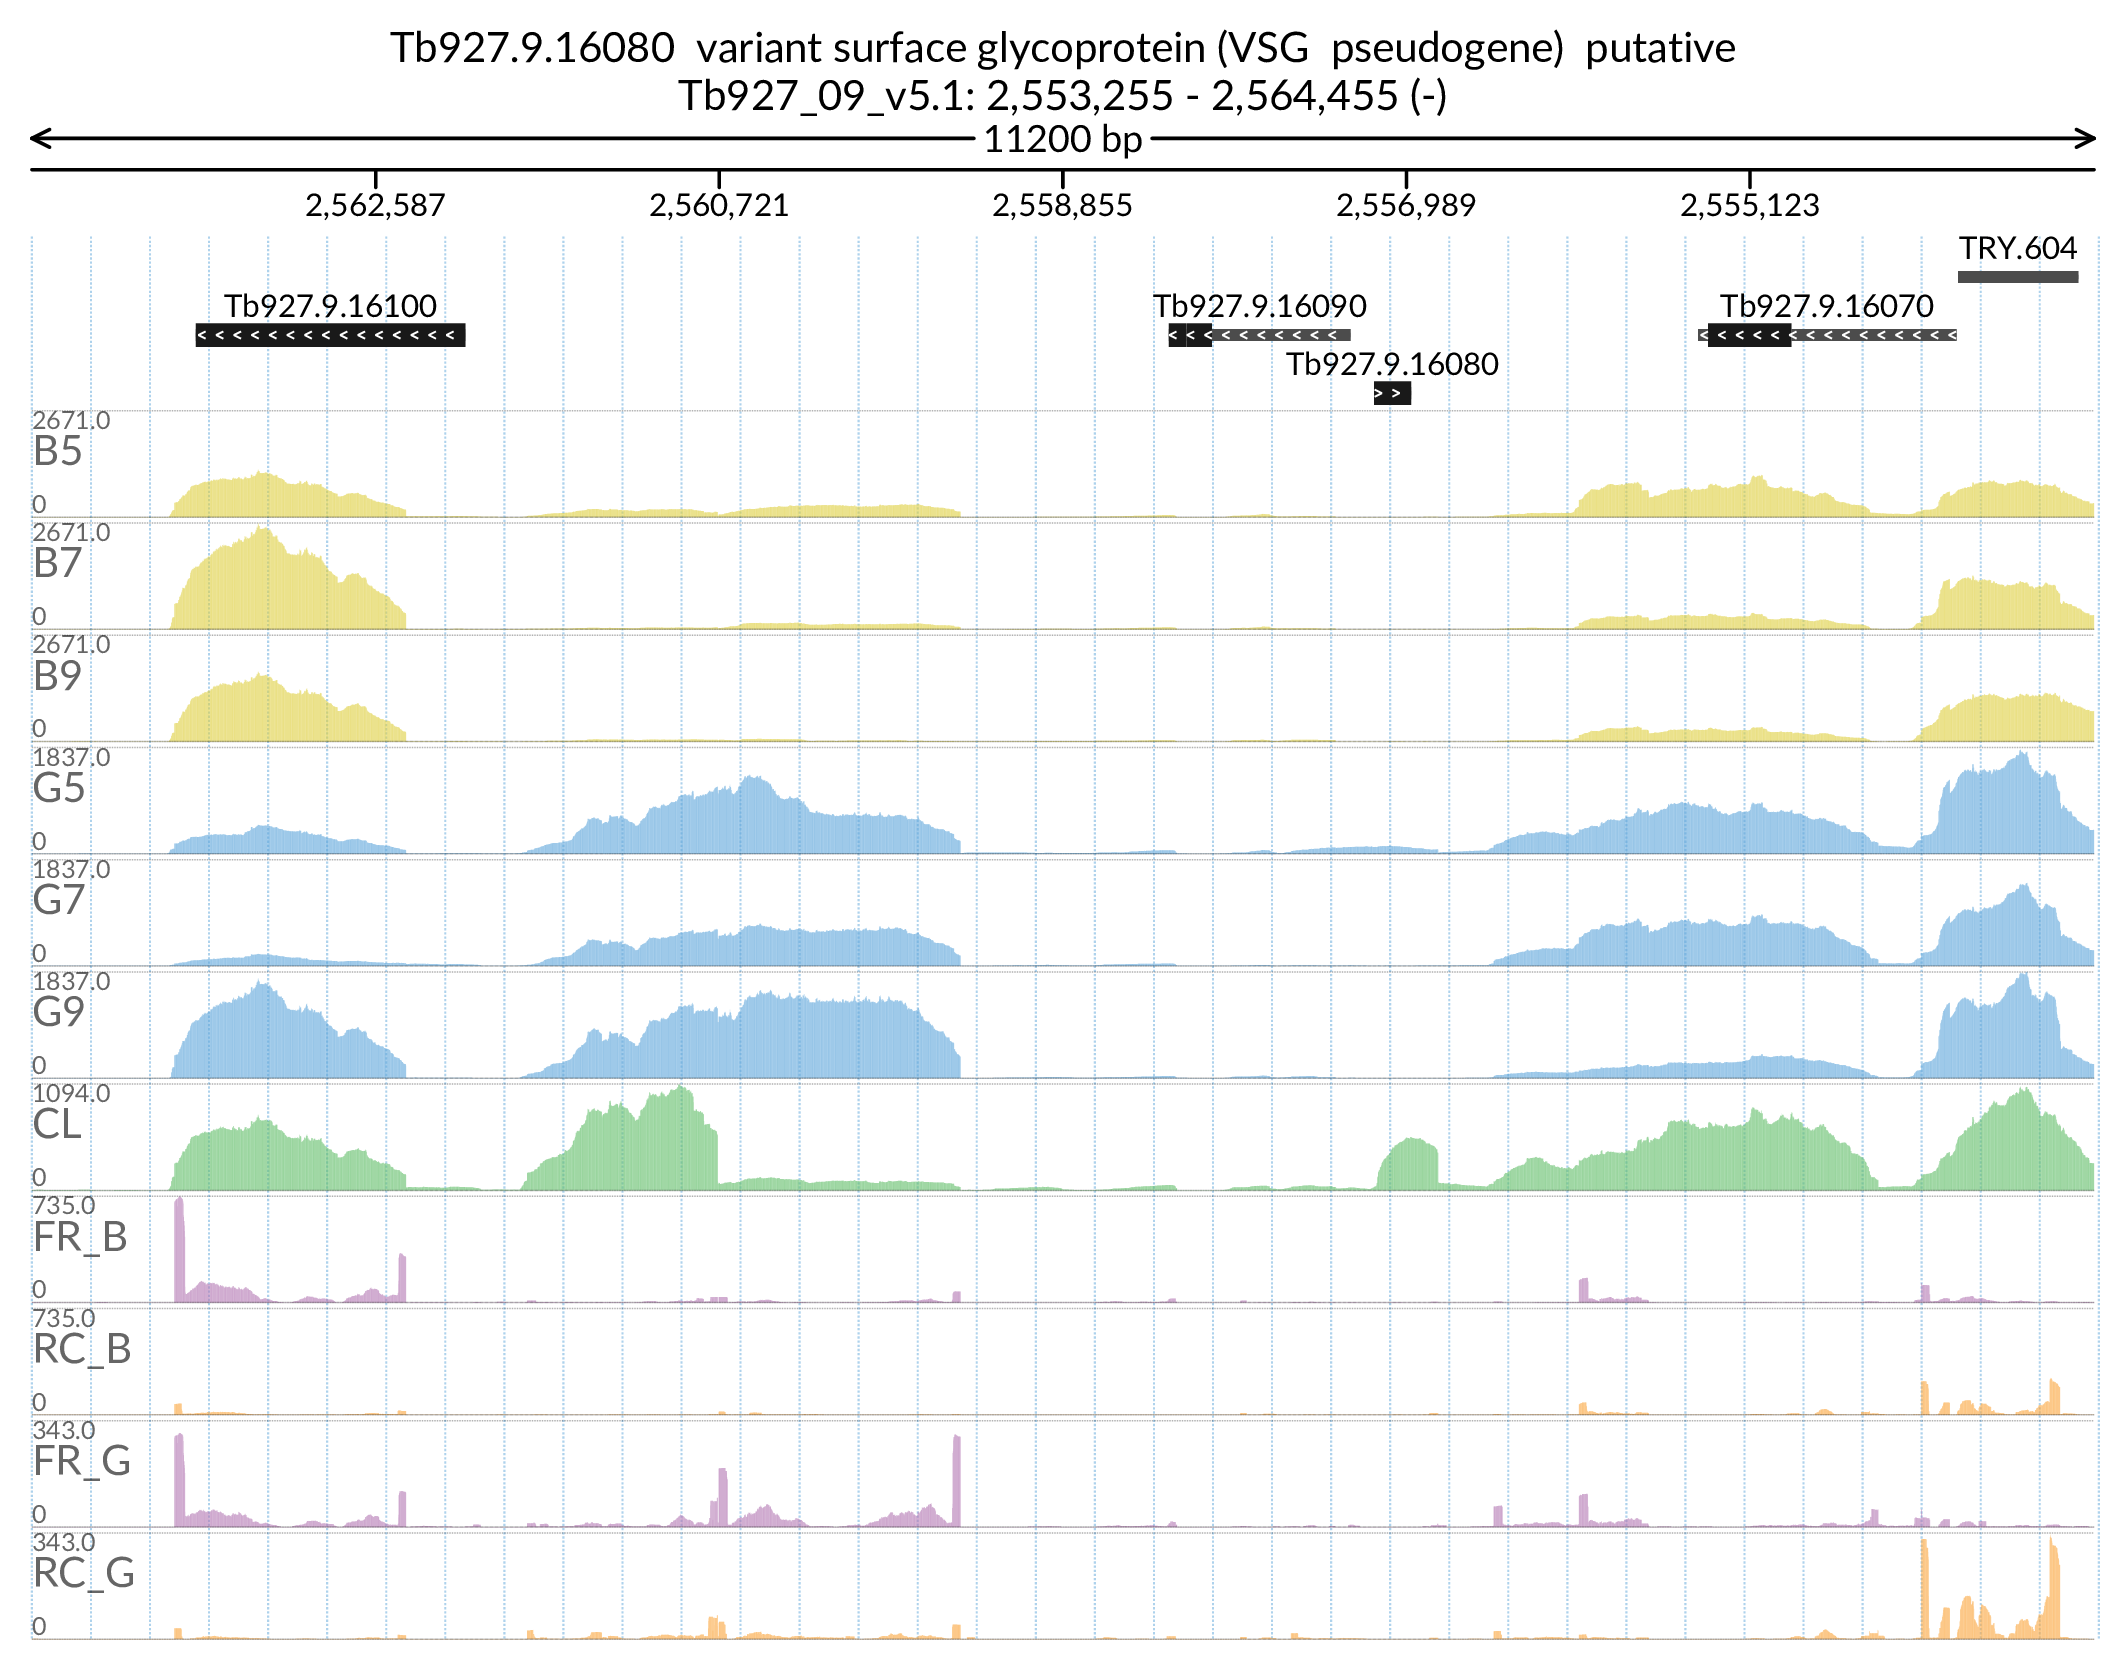 Tb927.9.16080  variant surface glycoprotein (VSG  pseudogene)  putative
Tb927_09_v5.1: 2,553,255 - 2,564,455 (-)
11200 bp
2,562,587 2,560,721 2,558,855 2,556,989 2,555,123
TRY.604
Tb927.9.16100 Tb927.9.16090 Tb927.9.16070
Tb927.9.16080
2671.0
B5
0
2671.0
B7
0
2671.0
B9
0
1837.0
G5
0
1837.0
G7
0
1837.0
G9
0
1094.0
CL
0
735.0
FR_B
0
735.0
RC_B
0
343.0
FR_G
0
343.0
RC_G
0